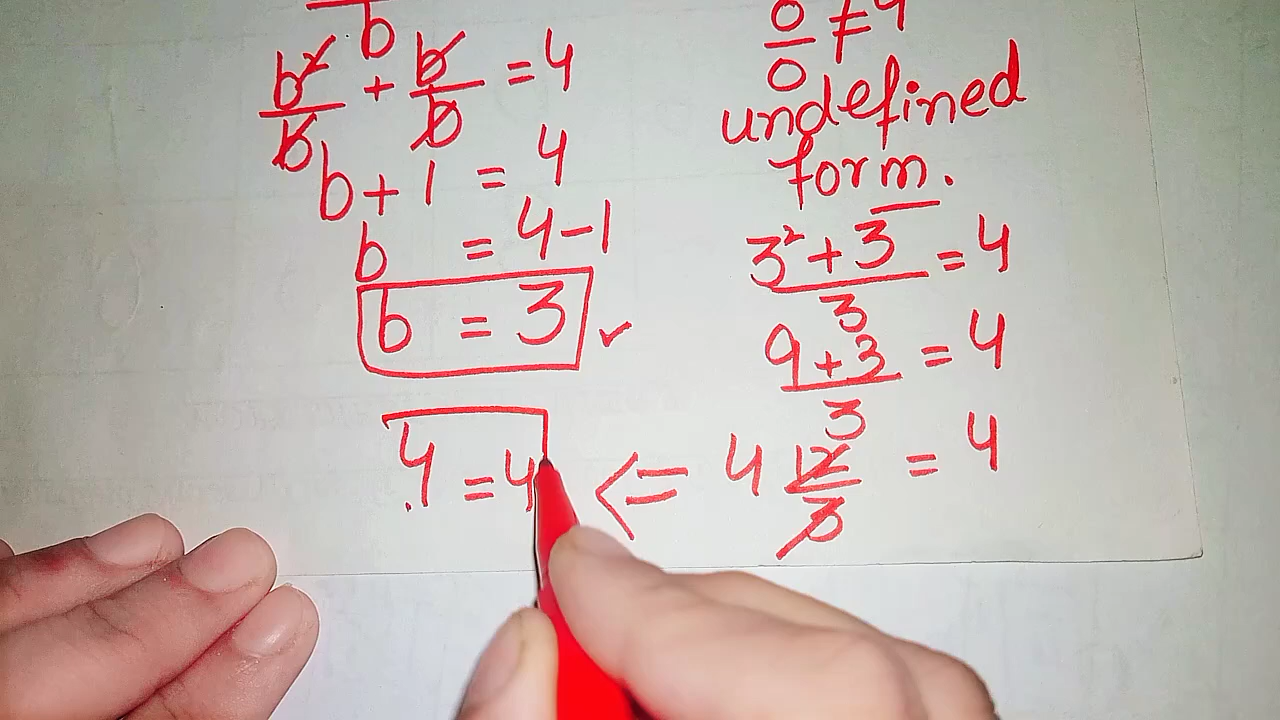 b
b²/b + b/b = 4
b + 1 = 4
b = 4 - 1
b = 3 ✓
4 = 4
0/0 ≠ 4
undefined
form.
3² + 3/3 = 4
9 + 3/3 = 4
<= 4 12/3 = 4